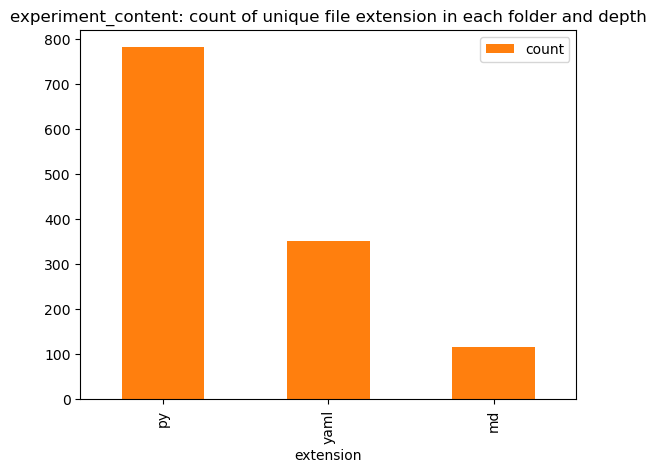 experiment_content: count of unique file extension in each folder and depth
800
700
600
500
400
300
200
100
0
count
py
yaml
md
extension